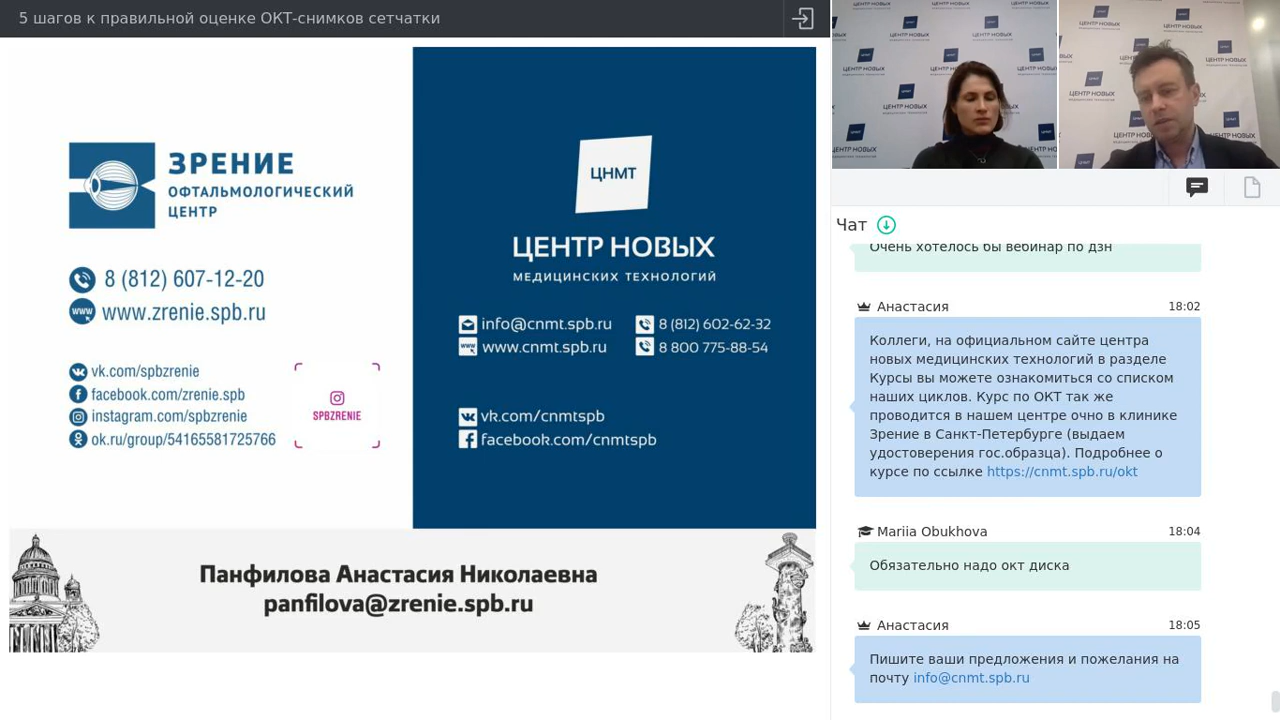 5 шагов к правильной оценке ОКТ-снимков сетчатки
ЗРЕНИЕ
ОФТАЛЬМОЛОГИЧЕСКИЙ
ЦЕНТР
8 (812) 607-12-20
www www.zrenie.spb.ru
vk.com/spbzrenie
facebook.com/zrenie.spb
instagram.com/spbzrenie
ok.ru/group/54165581725766
SPBZRENIE
ЦНМТ
ЦЕНТР НОВЫХ
МЕДИЦИНСКИХ ТЕХНОЛОГИЙ
info@cnmt.spb.ru
8 (812) 602-62-32
www www.cnmt.spb.ru
8 800 775-88-54
vk.com/cnmtspb
facebook.com/cnmtspb
Панфилова Анастасия Николаевна
panfilova@zrenie.spb.ru
ЦЕНТР НОВЫХ
ЦЕНТР НОВЫХ
Чат
Очень хотелось бы вебинар по дзн
Анастасия 18:02
Коллеги, на официальном сайте центра
новых медицинских технологий в разделе
Курсы вы можете ознакомиться со списком
наших циклов. Курс по ОКТ так же
проводится в нашем центре очно в клинике
Зрение в Санкт-Петербурге (выдаем
удостоверения гос.образца). Подробнее о
курсе по ссылке https://cnmt.spb.ru/okt
Mariia Obukhova 18:04
Обязательно надо окт диска
Анастасия 18:05
Пишите ваши предложения и пожелания на
почту info@cnmt.spb.ru